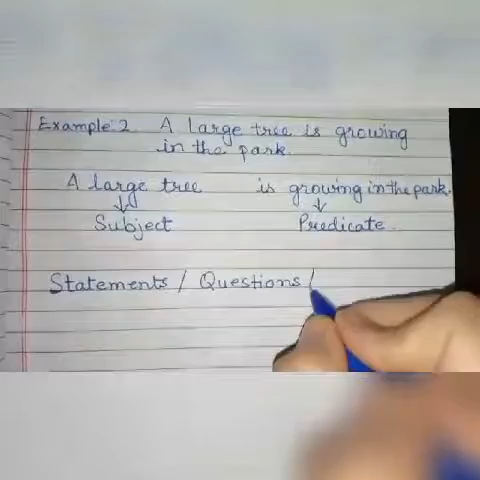 Example:2. A large tree is growing
in the park.
A large tree is growing in the park.
↓ ↓
Subject Predicate.
Statements / Questions /